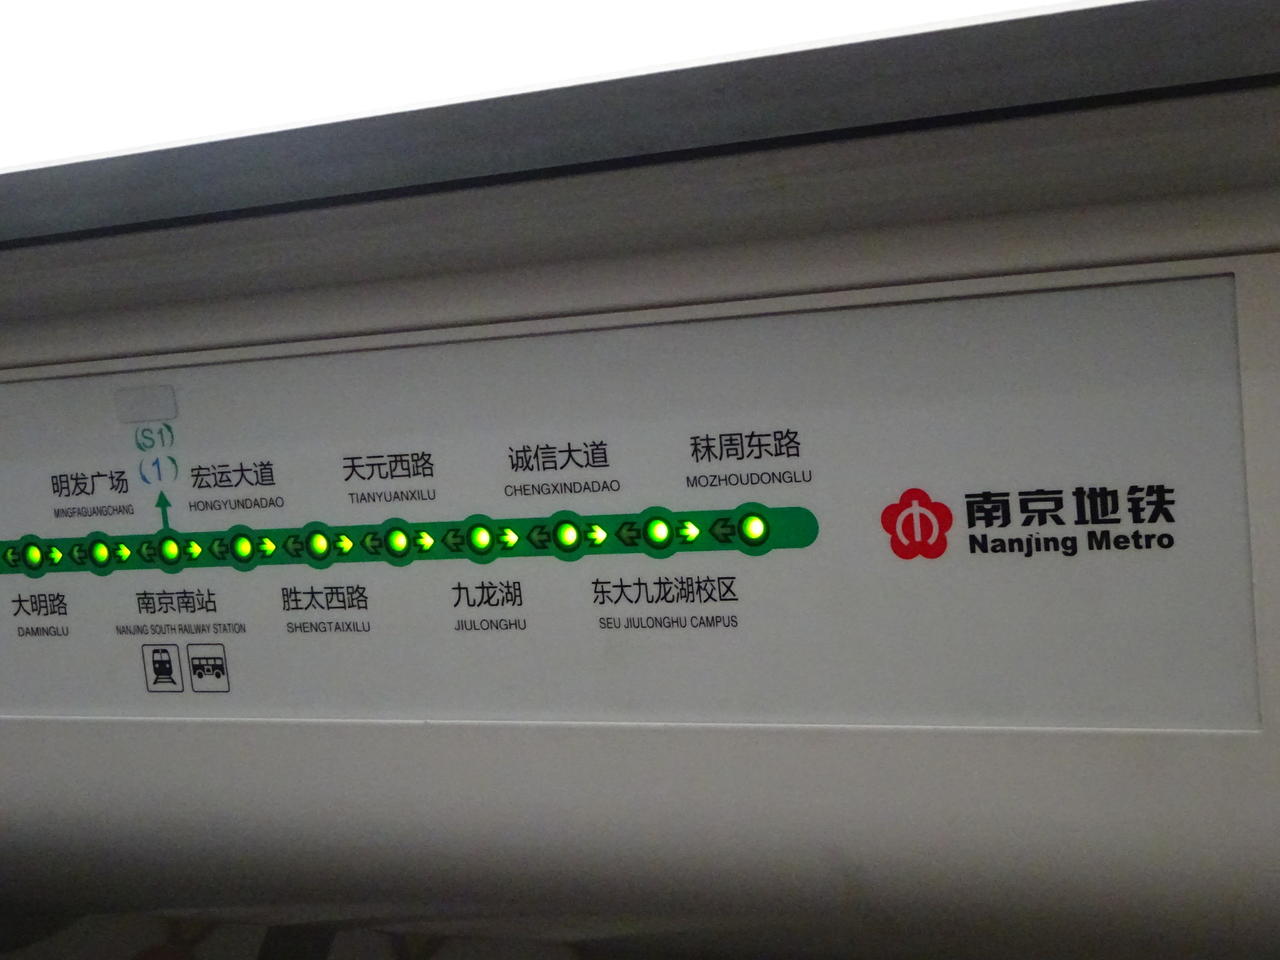 (S1)
(1)
明发广场
MINGFAGUANGCHANG
宏运大道
HONGYUNDADAO
天元西路
TIANYUANXILU
诚信大道
CHENGXINDADAO
秣周东路
MOZHOUDONGLU
大明路
DAMINGLU
南京南站
NANJING SOUTH RAILWAY STATION
胜太西路
SHENGTAIXILU
九龙湖
JIULONGHU
东大九龙湖校区
SEU JIULONGHU CAMPUS
南京地铁
Nanjing Metro